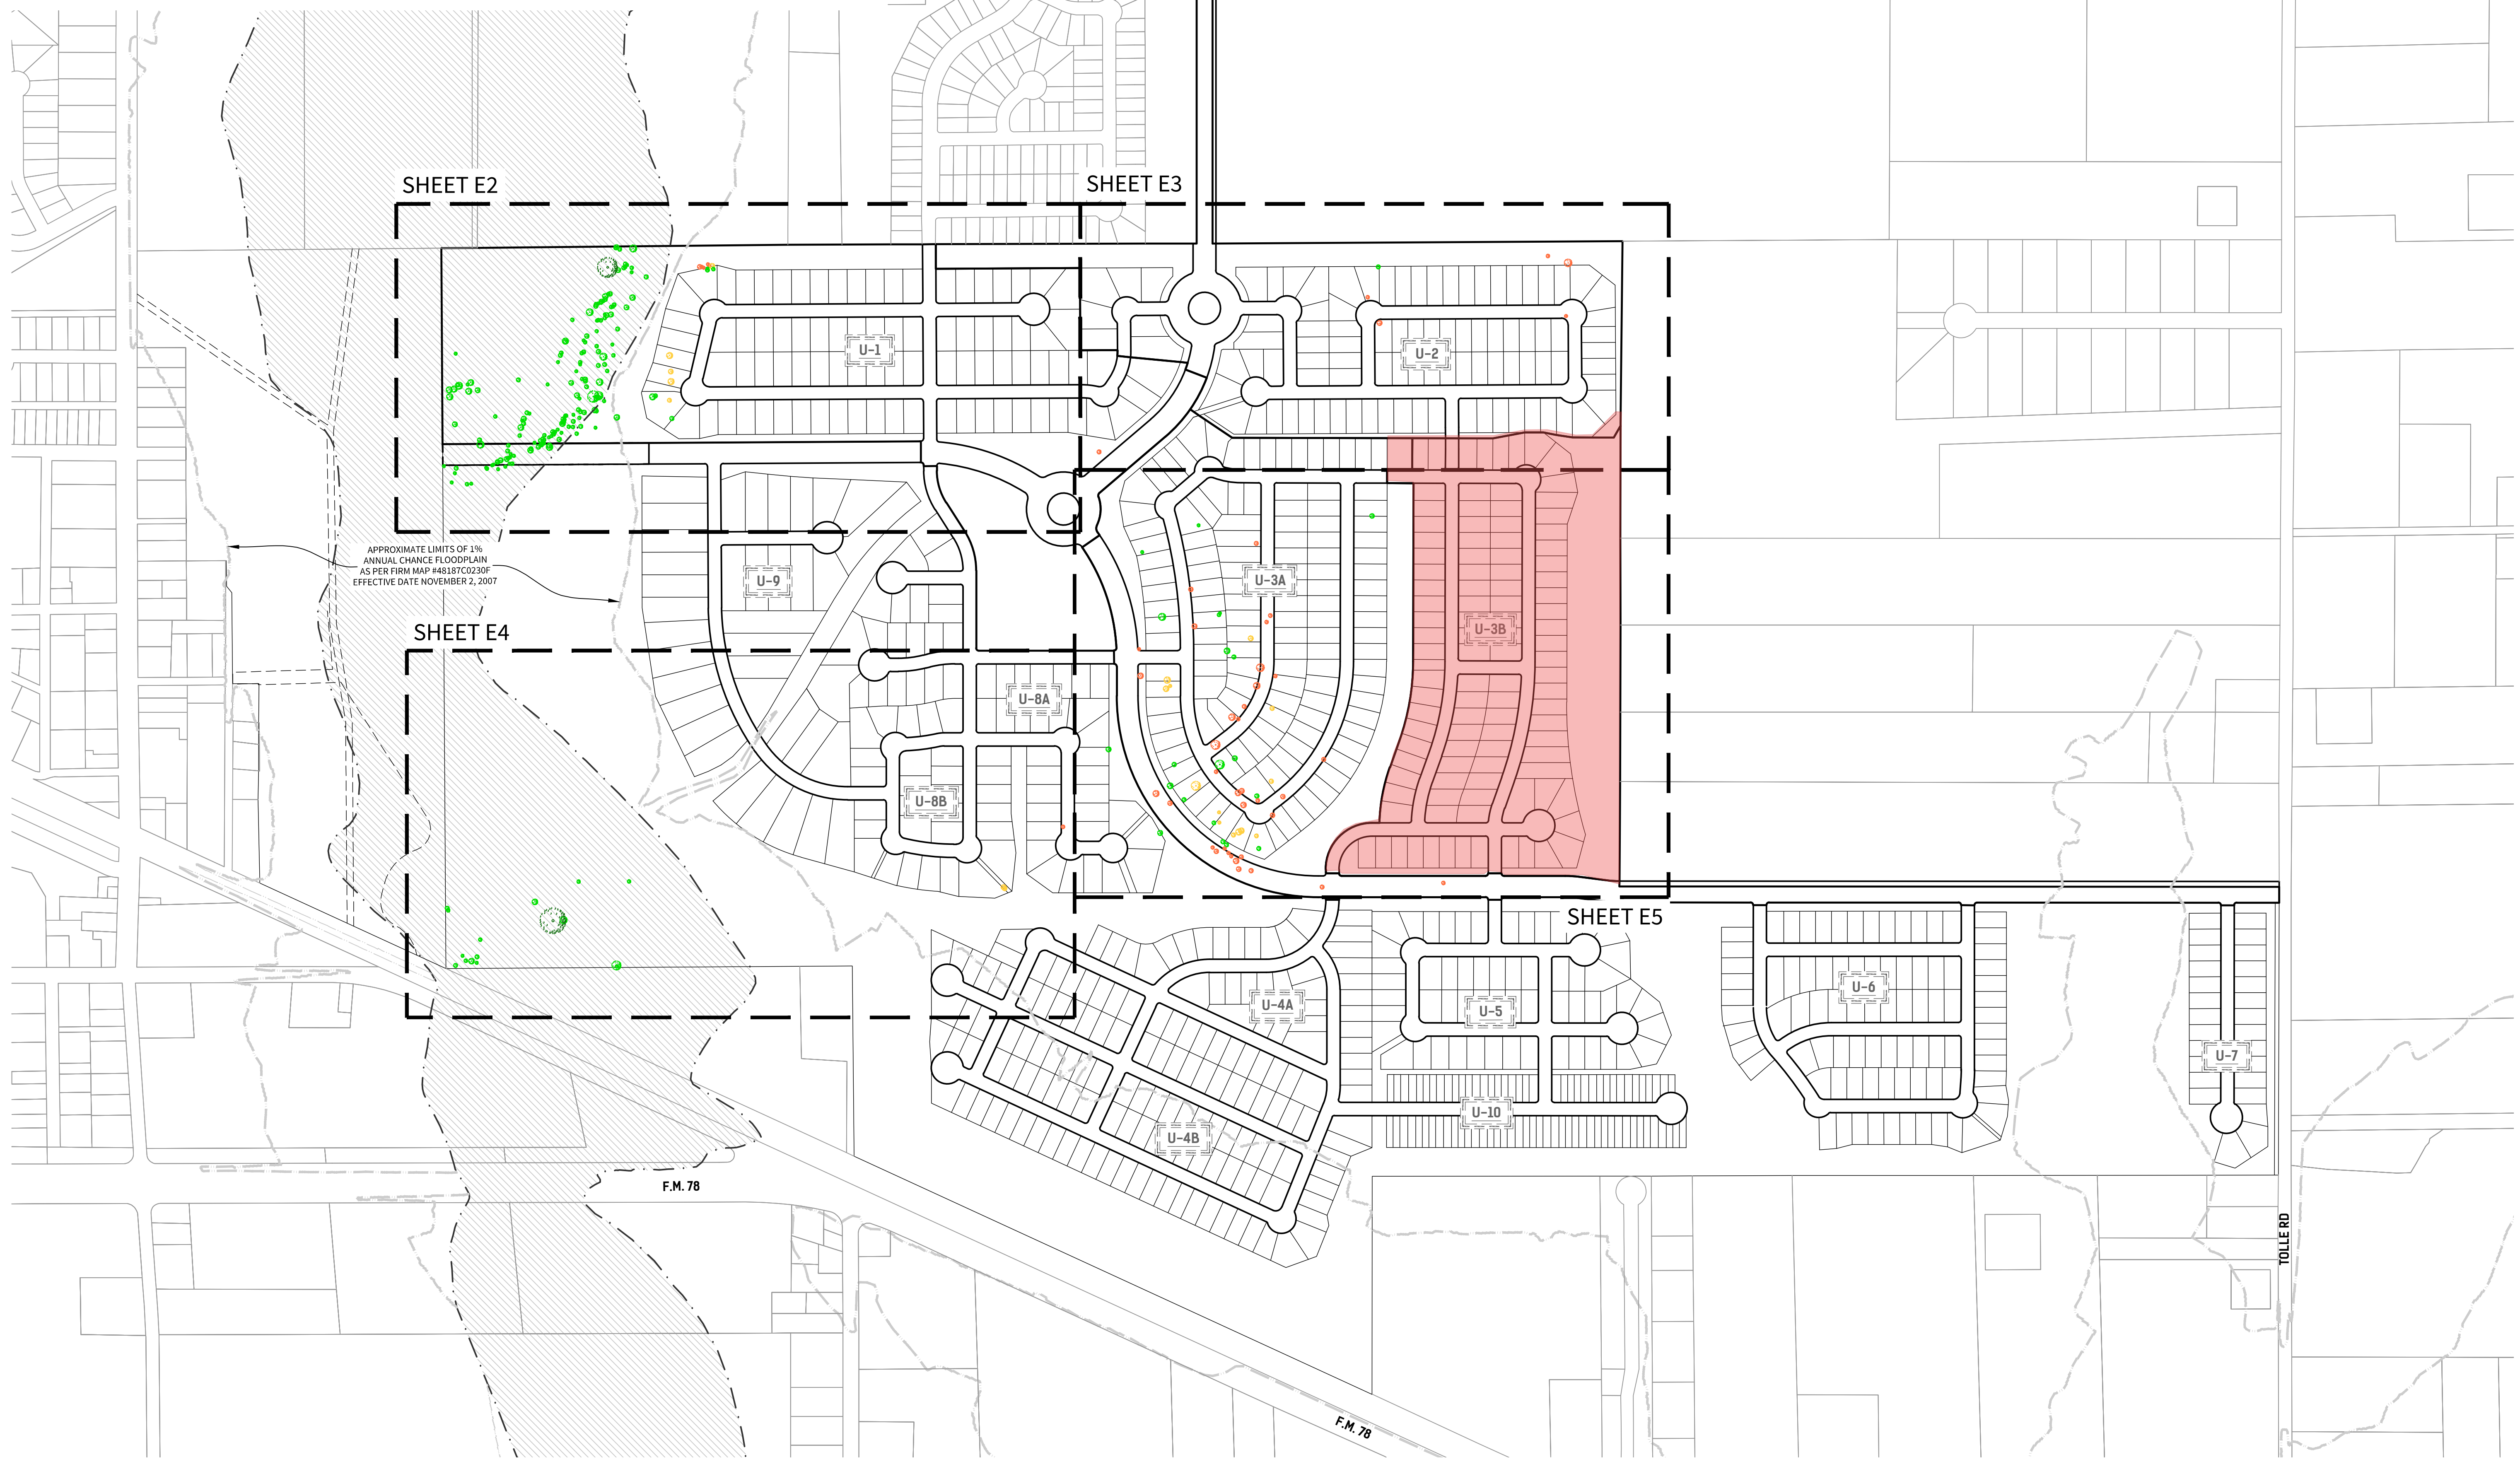 SHEET E2
SHEET E3
U-1
U-2
APPROXIMATE LIMITS OF 1%
ANNUAL CHANCE FLOODPLAIN
AS PER FIRM MAP #48187C0230F
EFFECTIVE DATE NOVEMBER 2, 2007
U-9
U-3A
SHEET E4
U-3B
U-8A
U-8B
SHEET E5
U-4A
U-5
U-6
U-7
U-10
U-4B
F.M. 78
TOLLE RD
F.M. 78